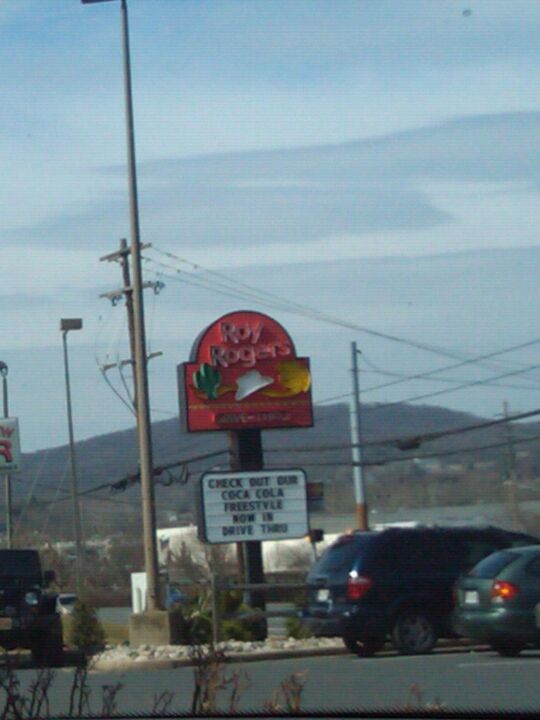 Roy
Rogers
CHECK OUT OUR
COCA COLA
FREESTYLE
NOW IN
DRIVE THRU